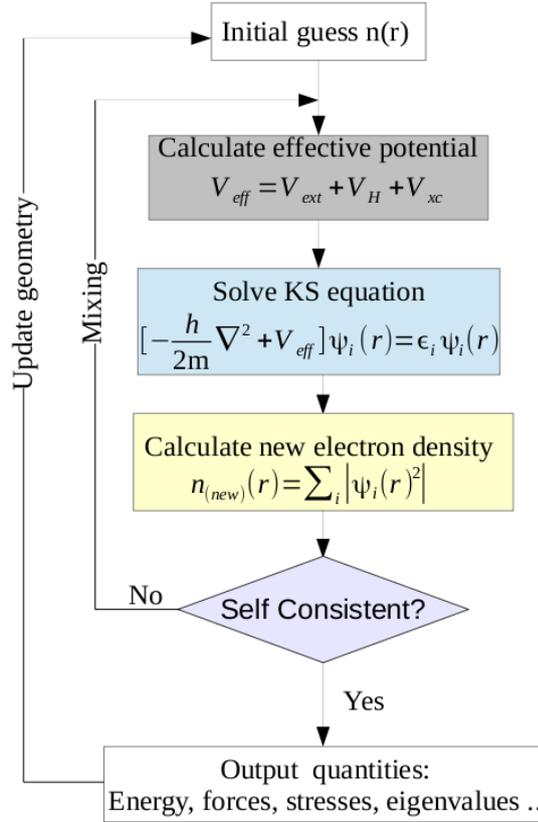 Initial guess n(r)
Calculate effective potential
V_eff = V_ext + V_H + V_xc
Update geometry
Mixing
Solve KS equation
[-h/2m ∇² + V_eff] ψ_i (r) = ϵ_i ψ_i (r)
Calculate new electron density
n_(new) (r) = ∑_i |ψ_i (r)²|
No
Self Consistent?
Yes
Output quantities:
Energy, forces, stresses, eigenvalues ..